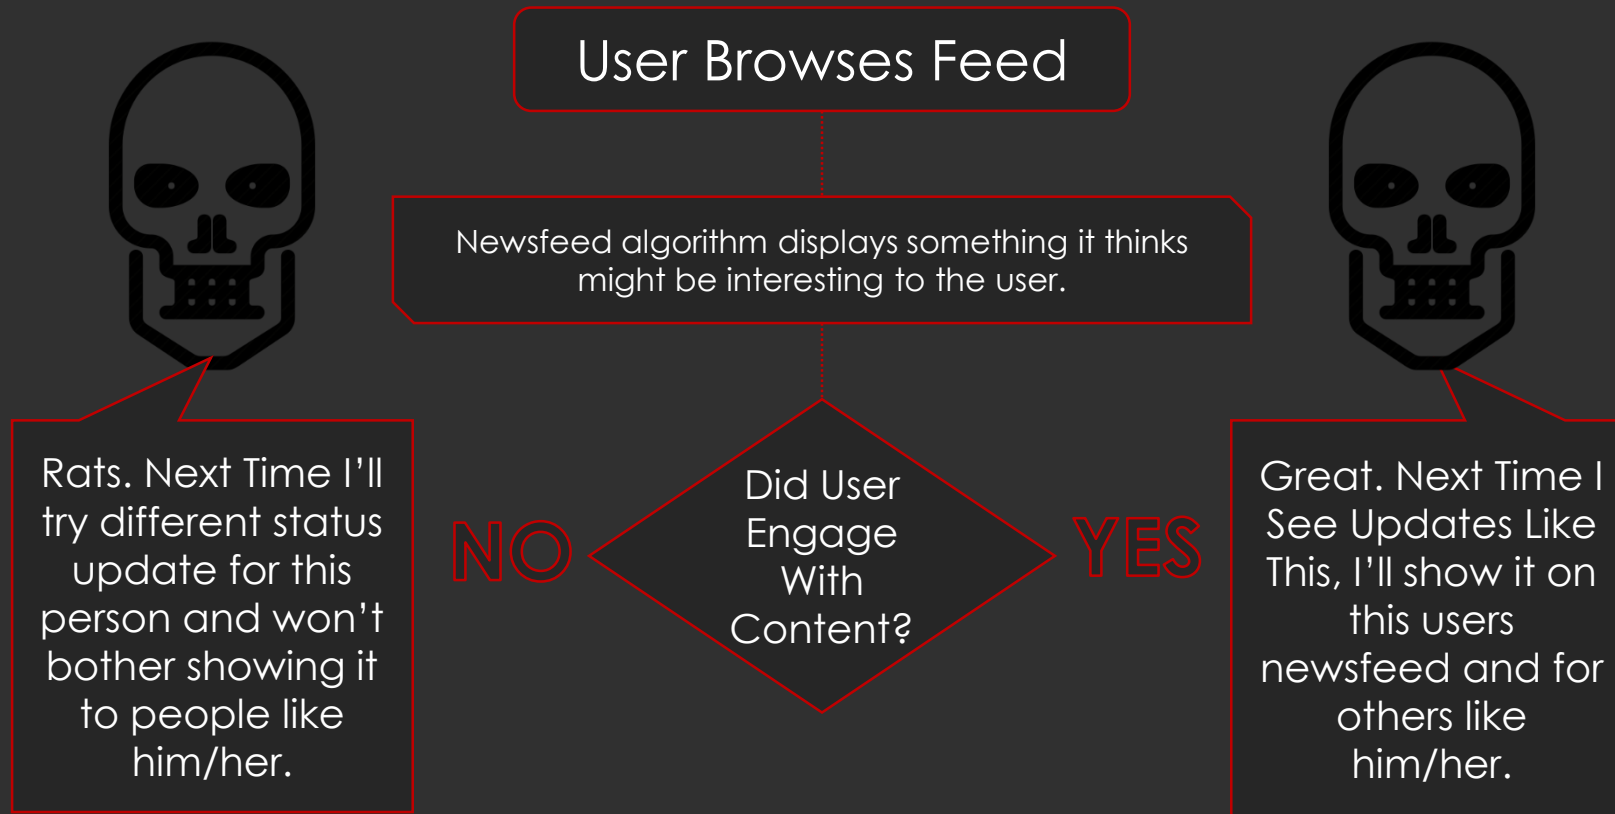 User Browses Feed
Newsfeed algorithm displays something it thinks
might be interesting to the user.
Rats. Next Time I’ll
try different status
update for this
person and won’t
bother showing it
to people like
him/her.
NO
Did User
Engage
With
Content?
YES
Great. Next Time I
See Updates Like
This, I’ll show it on
this users
newsfeed and for
others like
him/her.